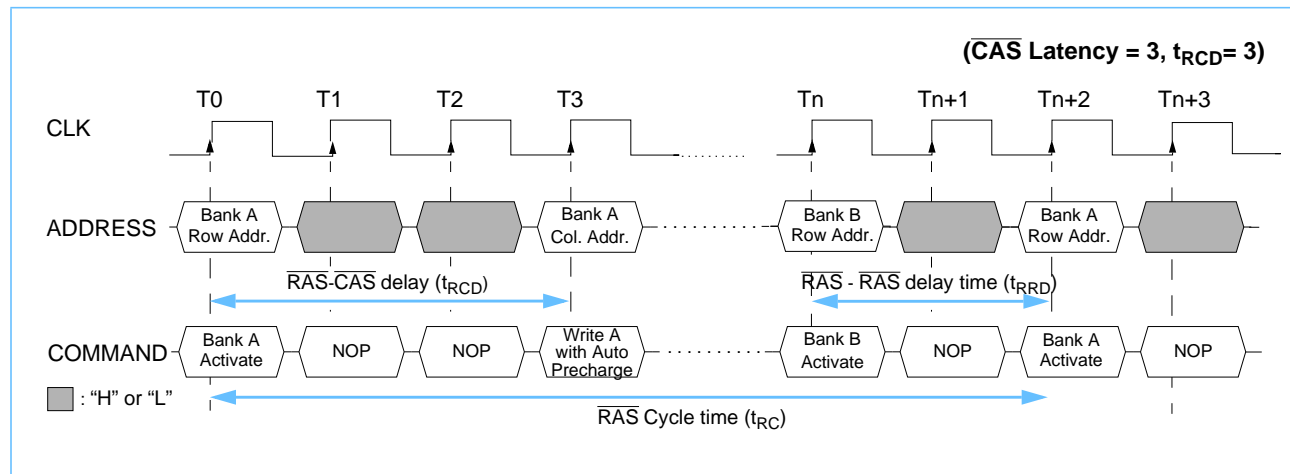 (CAS Latency = 3, tRCD= 3)
T0 T1 T2 T3 Tn Tn+1 Tn+2 Tn+3
CLK
ADDRESS
Bank A
Row Addr.
Bank A
Col. Addr.
Bank B
Row Addr.
Bank A
Row Addr.
RAS-CAS delay (tRCD)
RAS - RAS delay time (tRRD)
COMMAND
Bank A
Activate
NOP
NOP
Write A
with Auto
Precharge
Bank B
Activate
NOP
Bank A
Activate
NOP
: “H” or “L”
RAS Cycle time (tRC)